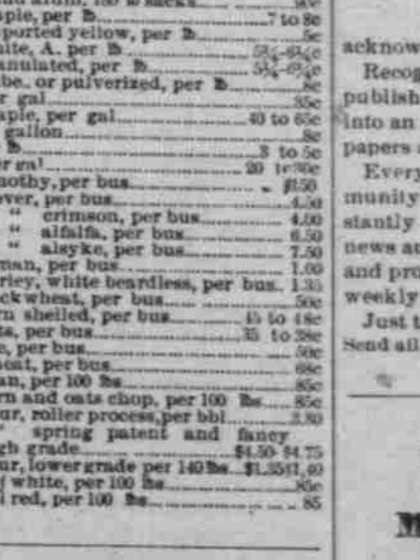 ple, per lb......7 to 8c
ported yellow, per lb......5c
ite, A. per lb......
anulated, per lb......
be. or pulverized, per lb......8c
r gal......35c
aple, per gal......40 to 65c
gallon......8c
lb......3 to 5c
er gal......20
mothy, per bus......
over, per bus......4.50
" crimson, per bus......4.00
" alfalfa, per bus......6.50
" alsyke, per bus......7.50
man, per bus......1.00
rley, white beardless, per bus.. 1.35
ckwheat, per bus......50c
rn shelled, per bus......45 to 48c
ts, per bus......35 to 38c
e, per bus......50c
eat, per bus......68c
an, per 100 lbs......85c
rn and oats chop, per 100 lbs....85c
ur, roller process, per bbl......3.80
" spring patent and fancy
gh grade......$4.50-$4.75
ur, lower grade per 140 lbs...
f white, per 100 lbs......85c
l red, per 100 lbs......85
acknow
Recog
publish
into an
papers a
Every
munity
stantly
news an
and pro
weekly
Just t
Send all
M